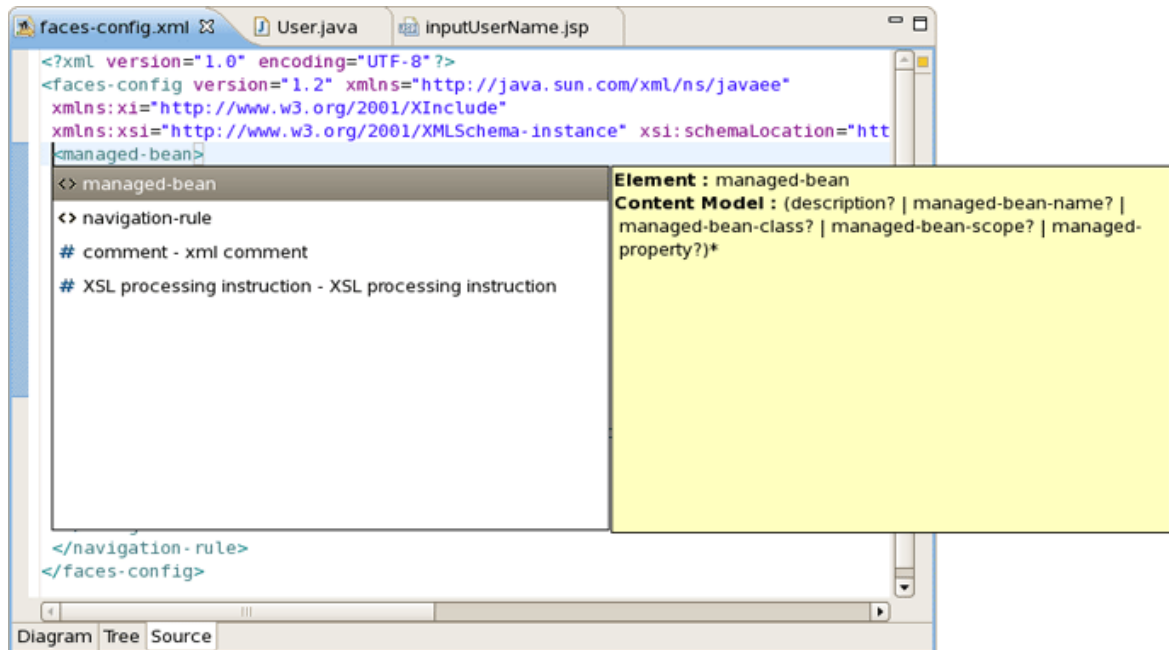 faces-config.xml User.java inputUserName.jsp
<?xml version="1.0" encoding="UTF-8"?>
<faces-config version="1.2" xmlns="http://java.sun.com/xml/ns/javaee"
xmlns:xi="http://www.w3.org/2001/XInclude"
xmlns:xsi="http://www.w3.org/2001/XMLSchema-instance" xsi:schemaLocation="htt
<managed-bean>
<> managed-bean
<> navigation-rule
# comment - xml comment
# XSL processing instruction - XSL processing instruction
Element : managed-bean
Content Model : (description? | managed-bean-name? |
managed-bean-class? | managed-bean-scope? | managed-
property?)*
</navigation-rule>
</faces-config>
Diagram Tree Source